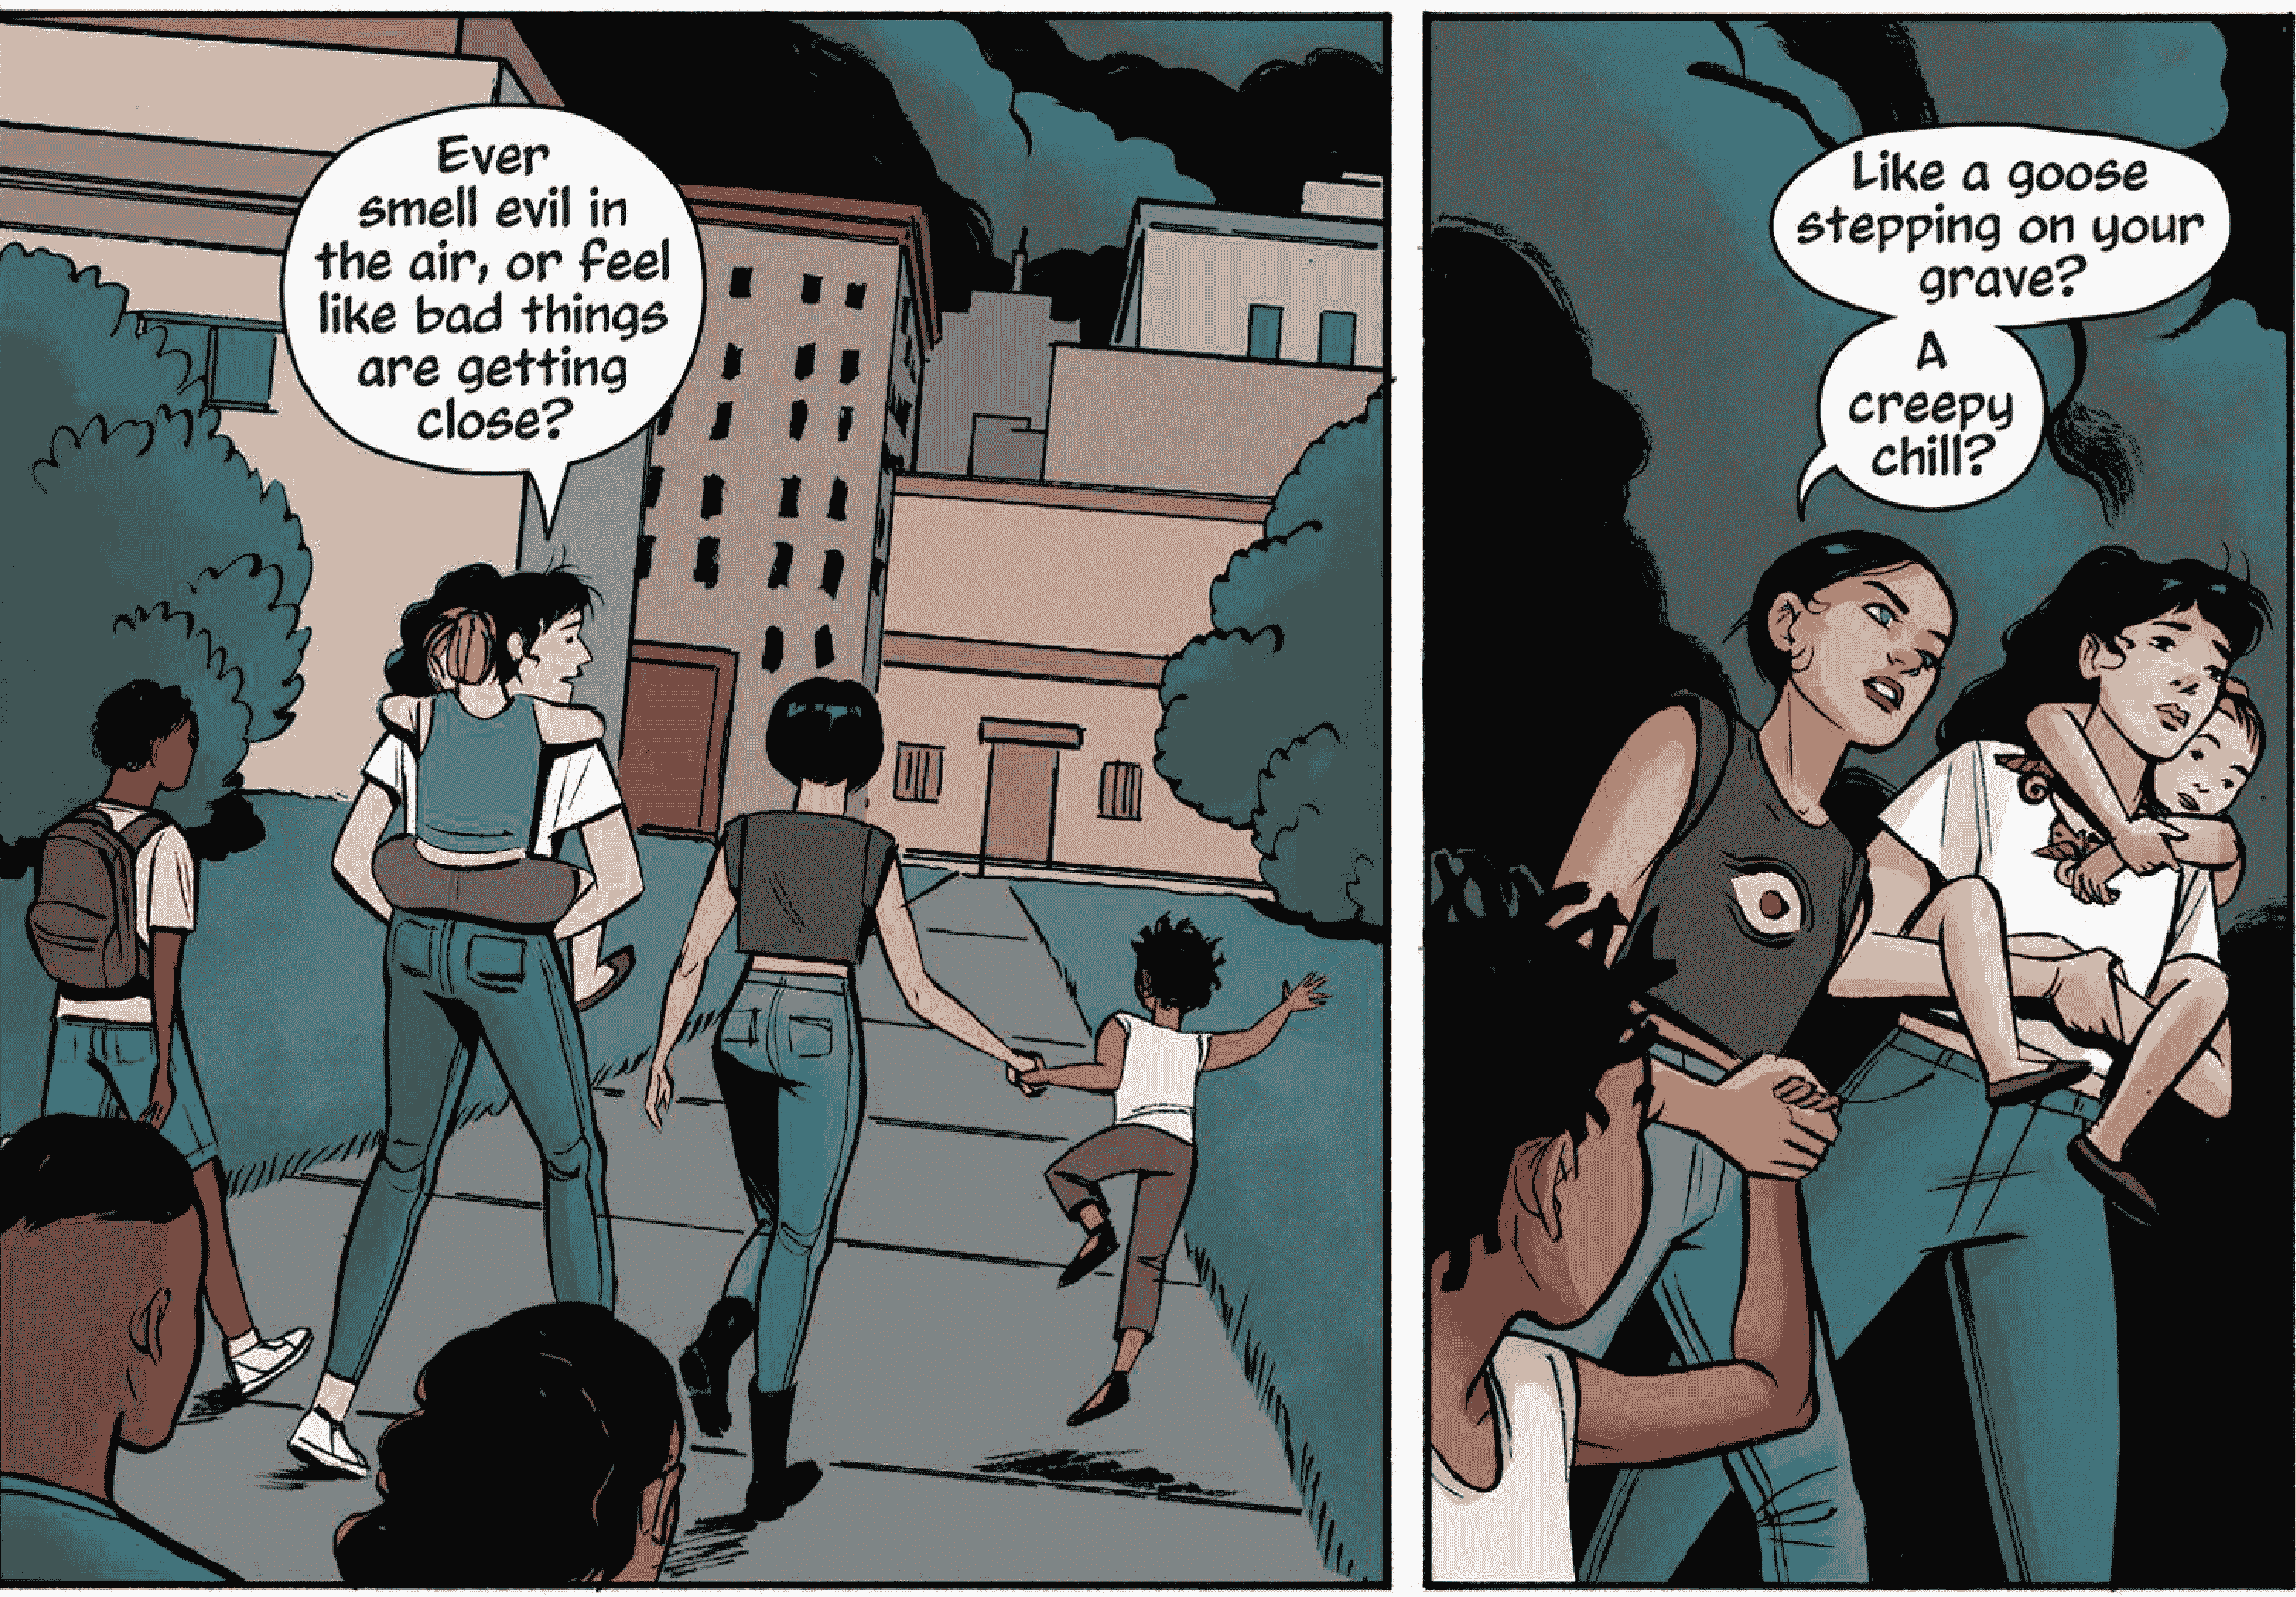 Ever
smell evil in
the air, or feel
like bad things
are getting
close?
Like a goose
stepping on your
grave?
A
creepy
chill?